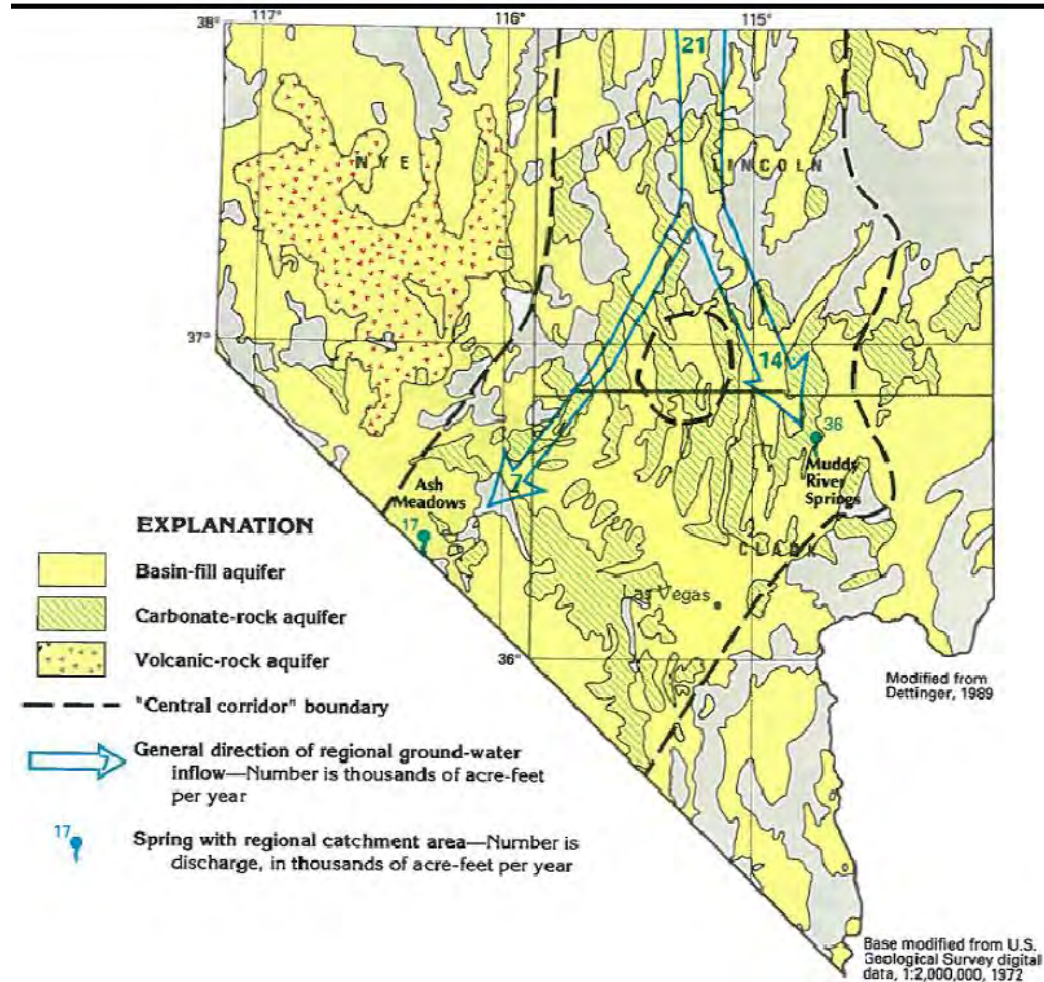 117°
116°
115°
38°
21
NYE
LINCOLN
37°
14
36
Muddy
River
Springs
7
Ash
Meadows
17
CLARK
Las Vegas
36°
Modified from
Dettinger, 1989
EXPLANATION
Basin-fill aquifer
Carbonate-rock aquifer
Volcanic-rock aquifer
"Central corridor" boundary
7
General direction of regional ground-water
inflow—Number is thousands of acre-feet
per year
17
Spring with regional catchment area—Number is
discharge, in thousands of acre-feet per year
Base modified from U.S.
Geological Survey digital
data, 1:2,000,000, 1972